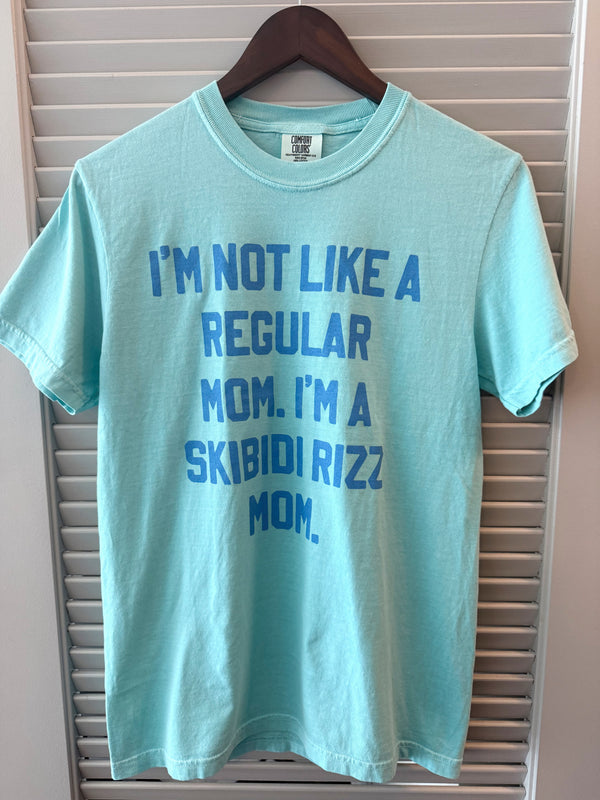 COMFORT
COLORS
I'M NOT LIKE A
REGULAR
MOM. I'M A
SKIBIDI RIZZ
MOM.